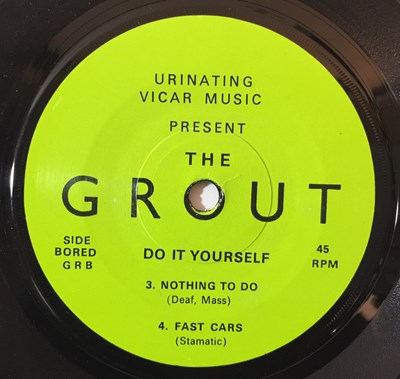 URINATING
VICAR MUSIC
PRESENT
THE
GROUT
SIDE
BORED
GRB
DO IT YOURSELF
45
RPM
3. NOTHING TO DO
(Deaf, Mass)
4. FAST CARS
(Stamatic)